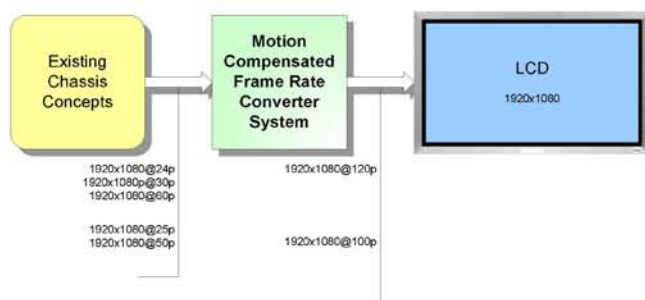 Existing
Chassis
Concepts
Motion
Compensated
Frame Rate
Converter
System
LCD
1920x1080
1920x1080@24p
1920x1080p@30p
1920x1080@60p
1920x1080@25p
1920x1080@50p
1920x1080@120p
1920x1080@100p